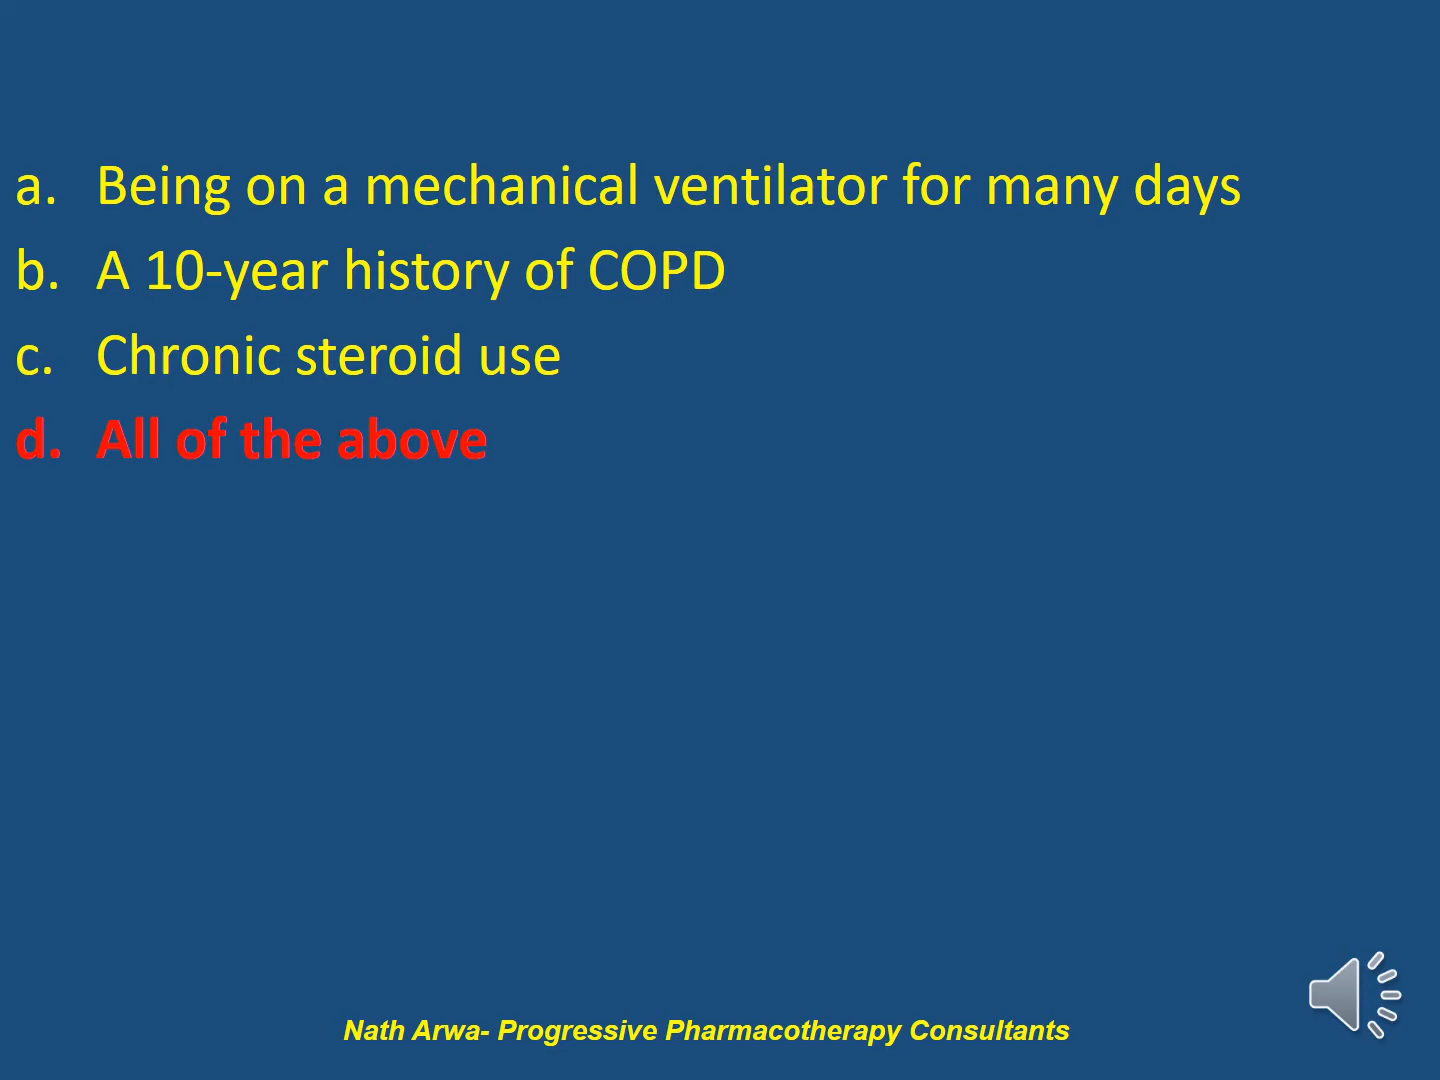 a. Being on a mechanical ventilator for many days
b. A 10-year history of COPD
c. Chronic steroid use
d. All of the above
Nath Arwa- Progressive Pharmacotherapy Consultants